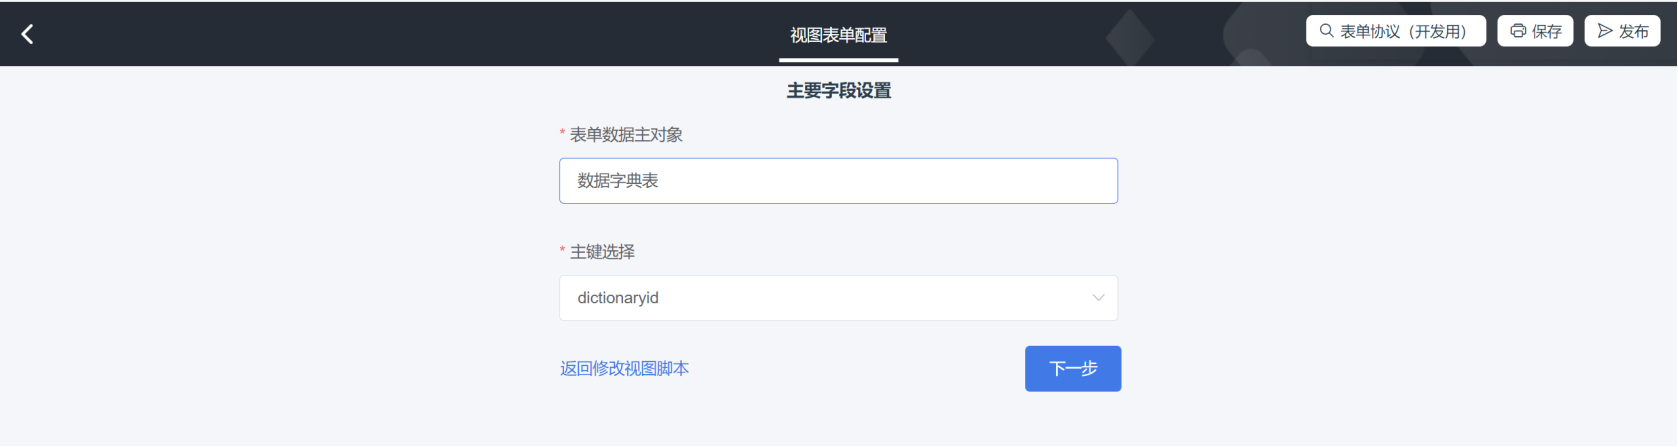 视图表单配置
表单协议（开发用）
保存
发布
主要字段设置
* 表单数据主对象
数据字典表
* 主键选择
dictionaryid
返回修改视图脚本
下一步